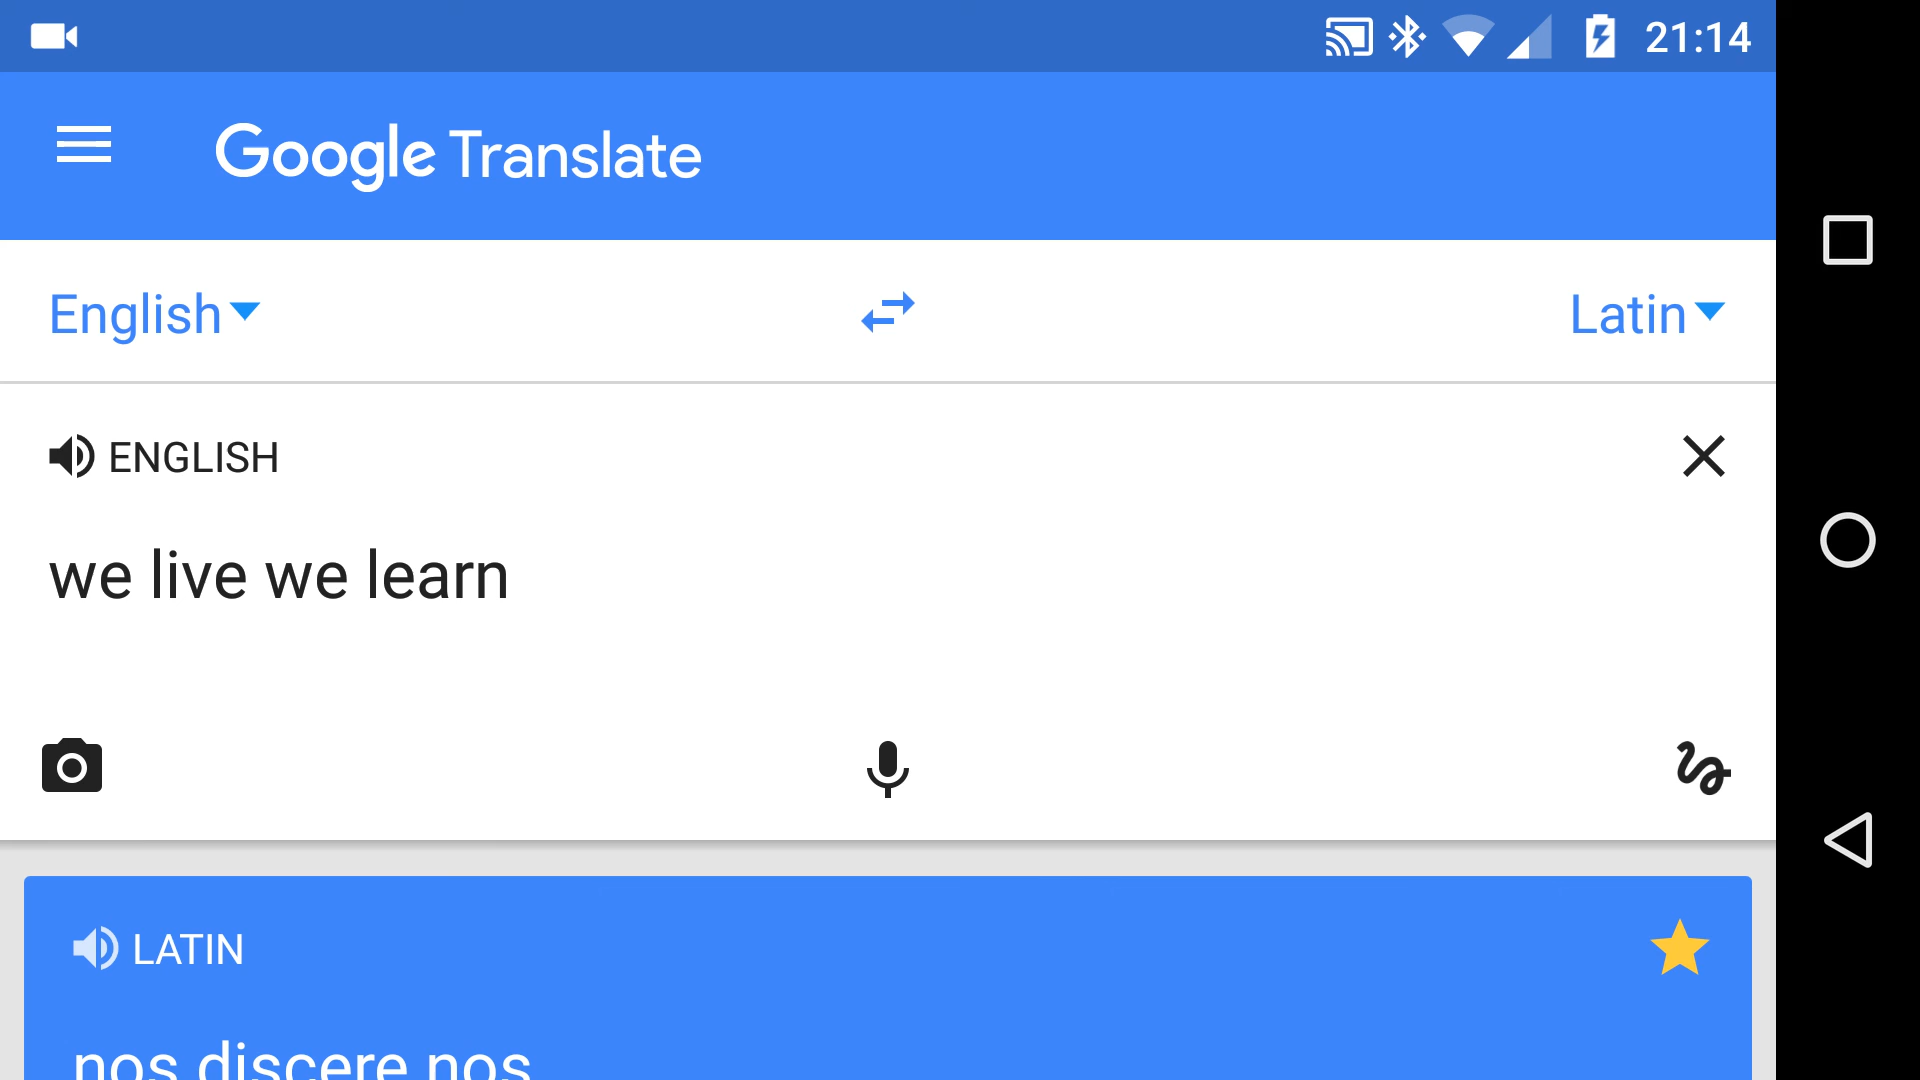 21:14
Google Translate
English
Latin
ENGLISH
we live we learn
LATIN
nos discere nos